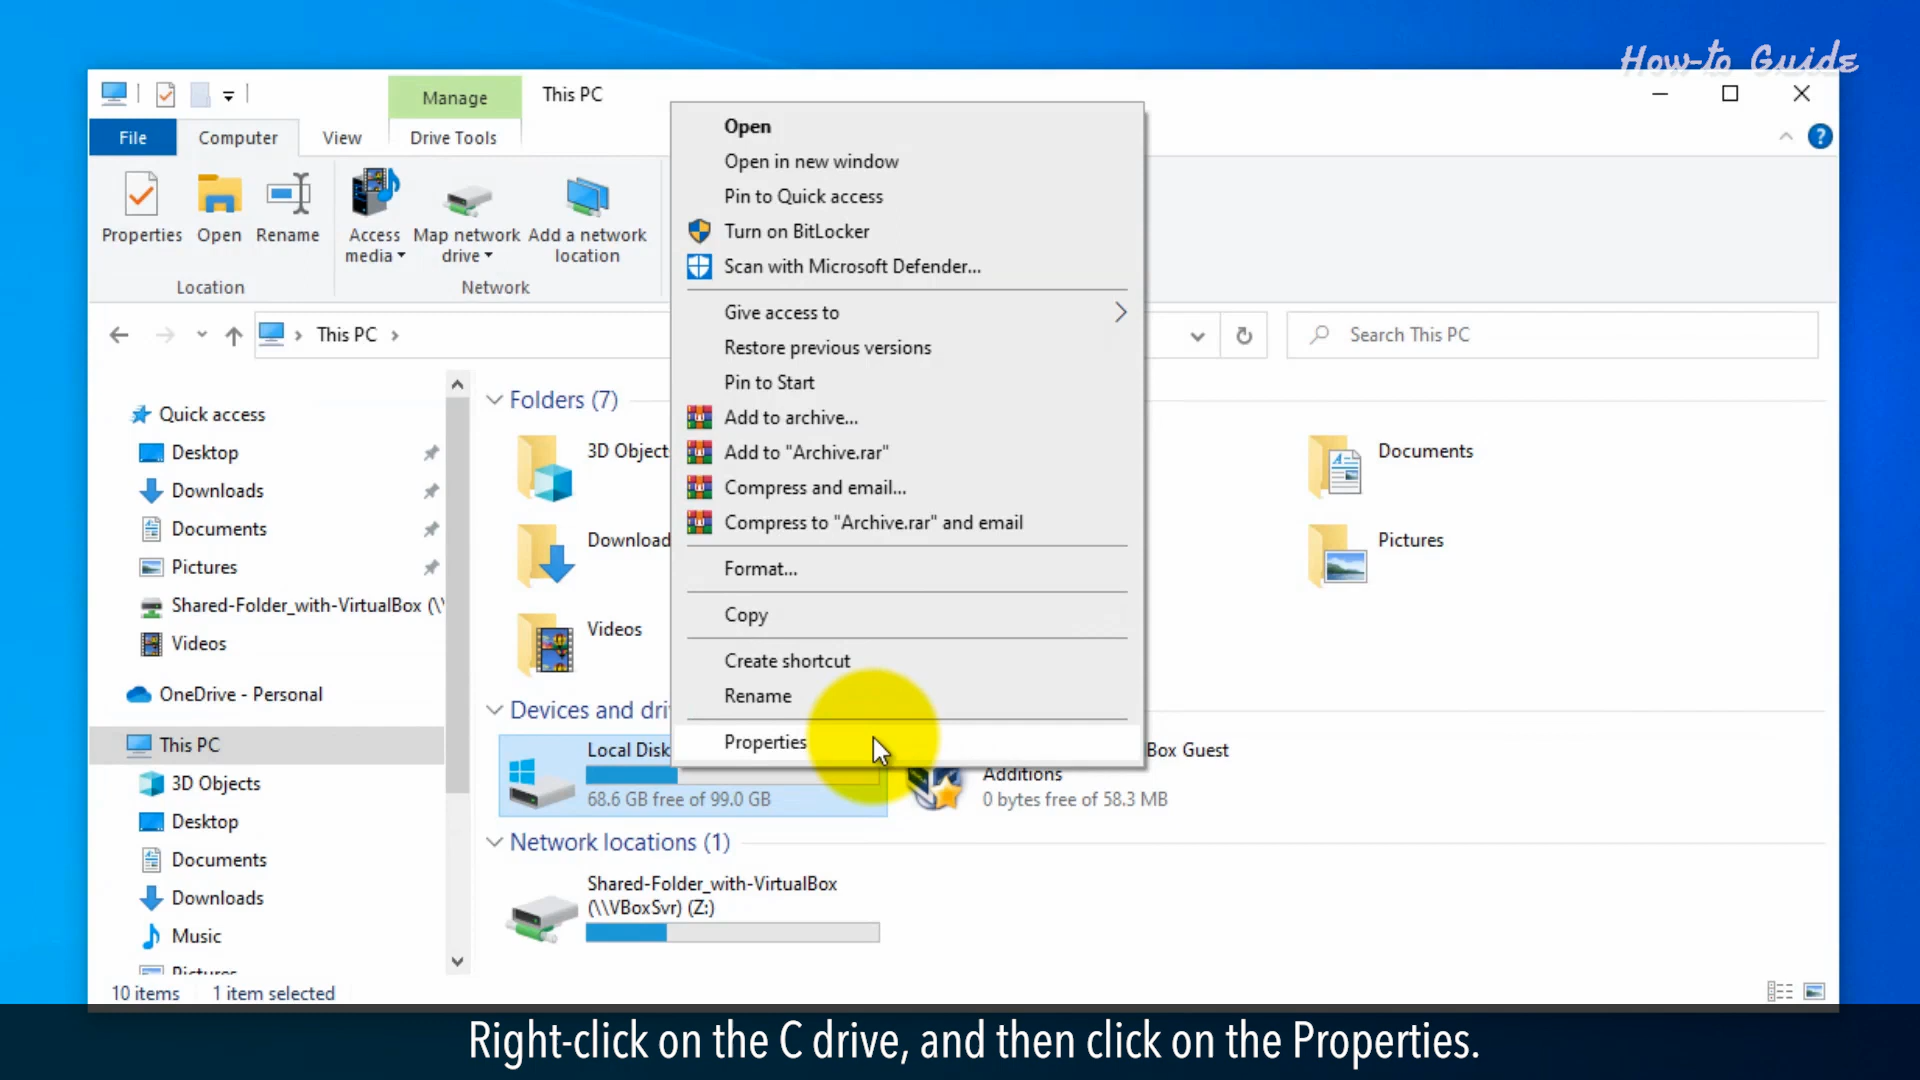 How-to Guide
Manage
This PC
File
Computer
View
Drive Tools
Properties
Open
Rename
Access
media
Map network
drive
Add a network
location
Location
Network
This PC
Search This PC
Open
Open in new window
Pin to Quick access
Turn on BitLocker
Scan with Microsoft Defender...
Give access to
Restore previous versions
Pin to Start
Add to archive...
Add to "Archive.rar"
Compress and email...
Compress to "Archive.rar" and email
Format...
Copy
Create shortcut
Rename
Properties
Quick access
Desktop
Downloads
Documents
Pictures
Shared-Folder_with-VirtualBox (\\
Videos
OneDrive - Personal
This PC
3D Objects
Desktop
Documents
Downloads
Music
Pictures
Folders (7)
3D Object
Download
Videos
Documents
Pictures
Devices and dri
Local Disk
68.6 GB free of 99.0 GB
Box Guest
Additions
0 bytes free of 58.3 MB
Network locations (1)
Shared-Folder_with-VirtualBox
(\\VBoxSvr) (Z:)
10 items
1 item selected
Right-click on the C drive, and then click on the Properties.